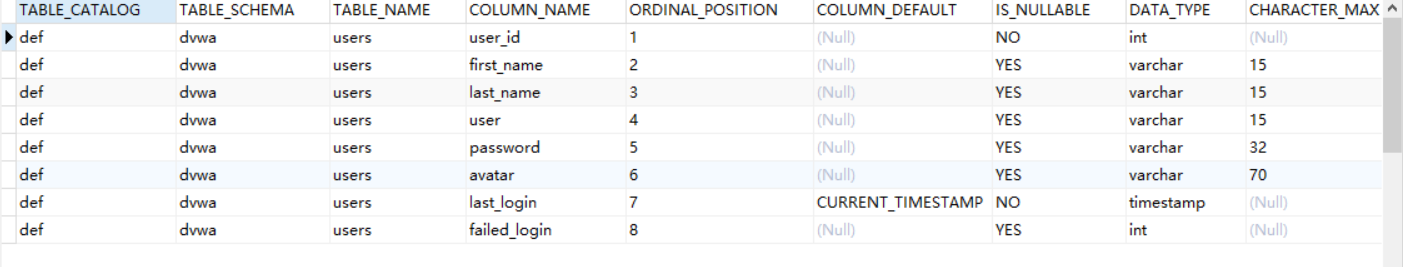 TABLE_CATALOG TABLE_SCHEMA TABLE_NAME COLUMN_NAME ORDINAL_POSITION COLUMN_DEFAULT IS_NULLABLE DATA_TYPE CHARACTER_MAX
def dvwa users user_id 1 (Null) NO int (Null)
def dvwa users first_name 2 (Null) YES varchar 15
def dvwa users last_name 3 (Null) YES varchar 15
def dvwa users user 4 (Null) YES varchar 15
def dvwa users password 5 (Null) YES varchar 32
def dvwa users avatar 6 (Null) YES varchar 70
def dvwa users last_login 7 CURRENT_TIMESTAMP NO timestamp (Null)
def dvwa users failed_login 8 (Null) YES int (Null)